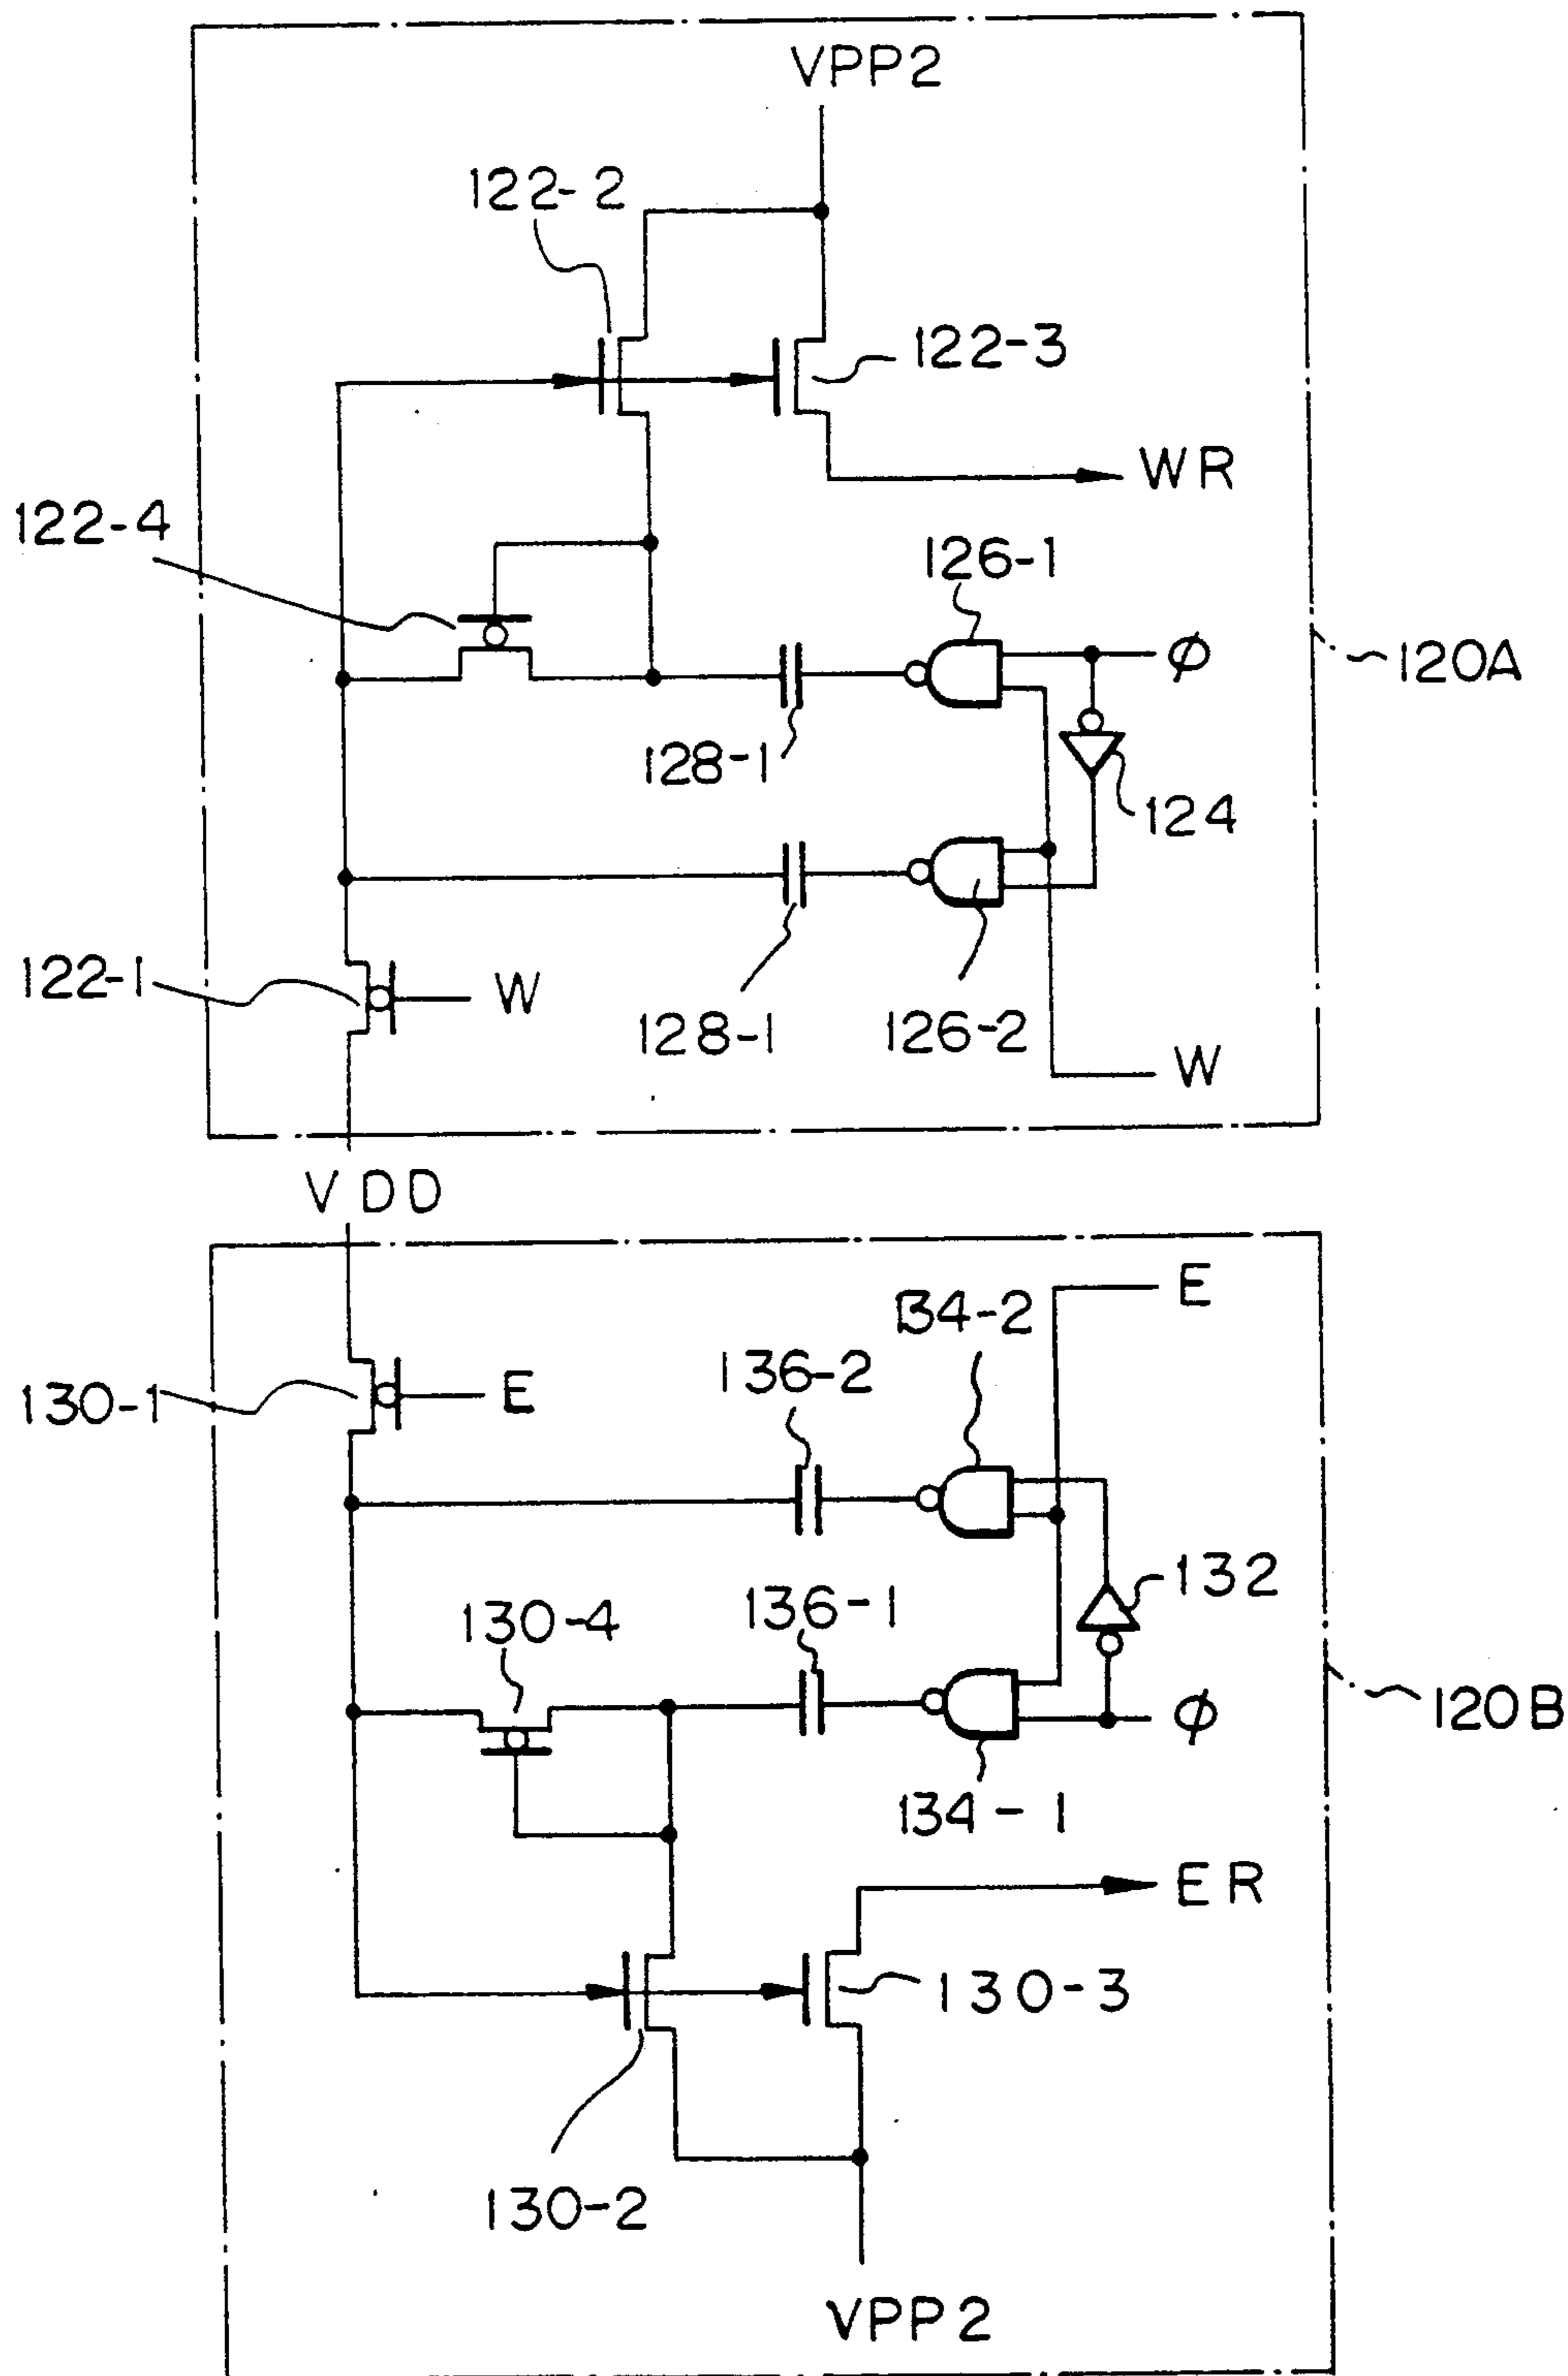 VPP2
122-2
122-3
WR
122-4
126-1
φ
120A
128-1
124
122-1
W
128-1
126-2
W
VDD
E
134-2
136-2
130-1
E
132
136-1
130-4
φ
120B
134-1
ER
130-3
130-2
VPP2